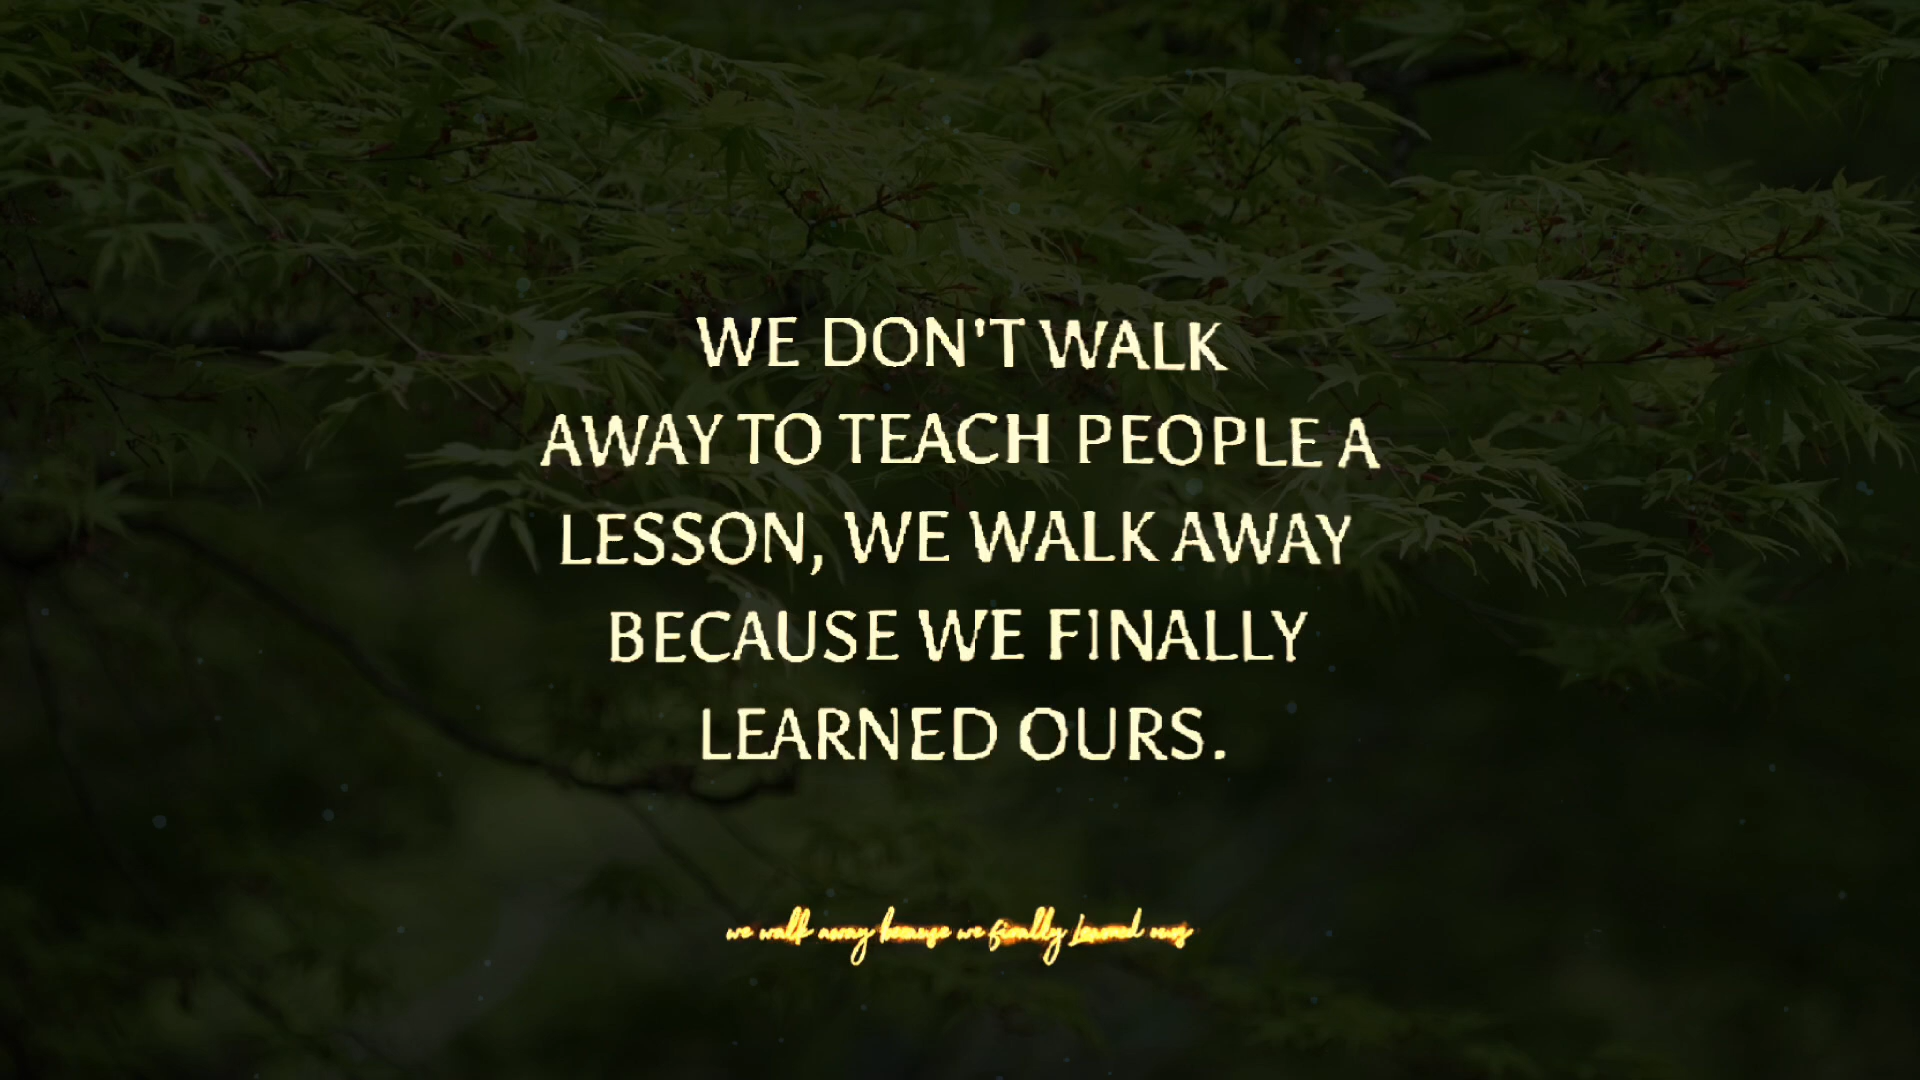 WE DON'T WALK
AWAY TO TEACH PEOPLE A
LESSON, WE WALK AWAY
BECAUSE WE FINALLY
LEARNED OURS.
we walk away because we finally Learned ours